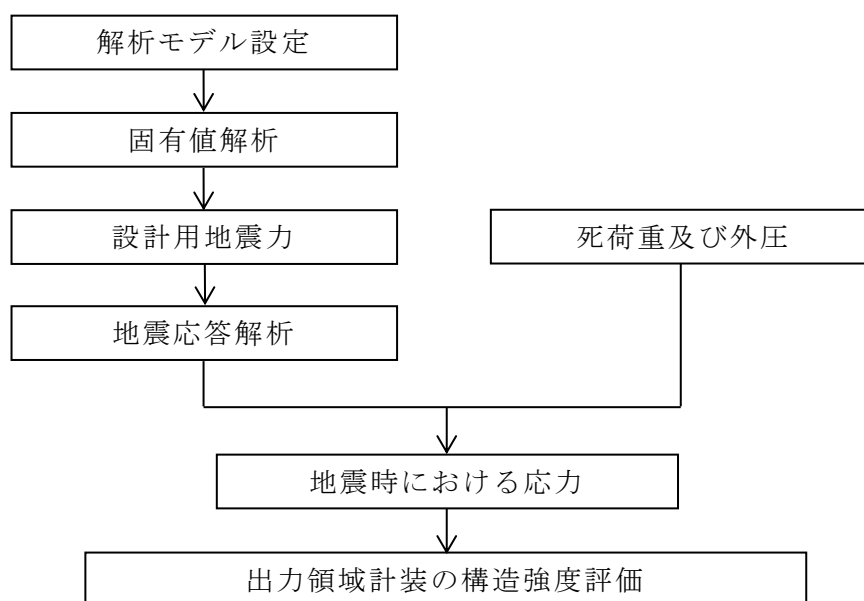 解析モデル設定
固有値解析
設計用地震力
死荷重及び外圧
地震応答解析
地震時における応力
出力領域計装の構造強度評価